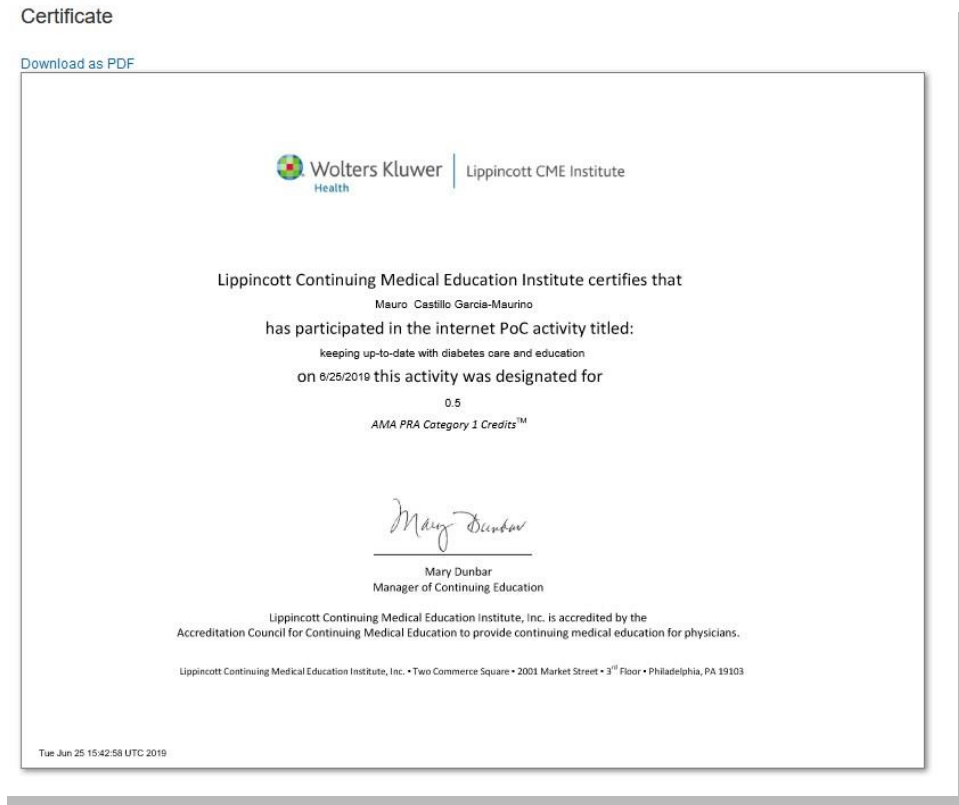 Certificate
Download as PDF
Wolters Kluwer
Health
Lippincott CME Institute
Lippincott Continuing Medical Education Institute certifies that
Mauro Castillo Garcia-Maurino
has participated in the internet PoC activity titled:
keeping up-to-date with diabetes care and education
on 6/25/2019 this activity was designated for
0.5
AMA PRA Category 1 Credits™
Mary Dunbar
Mary Dunbar
Manager of Continuing Education
Lippincott Continuing Medical Education Institute, Inc. is accredited by the
Accreditation Council for Continuing Medical Education to provide continuing medical education for physicians.
Lippincott Continuing Medical Education Institute, Inc. • Two Commerce Square • 2001 Market Street • 3rd Floor • Philadelphia, PA 19103
Tue Jun 25 15:42:58 UTC 2019